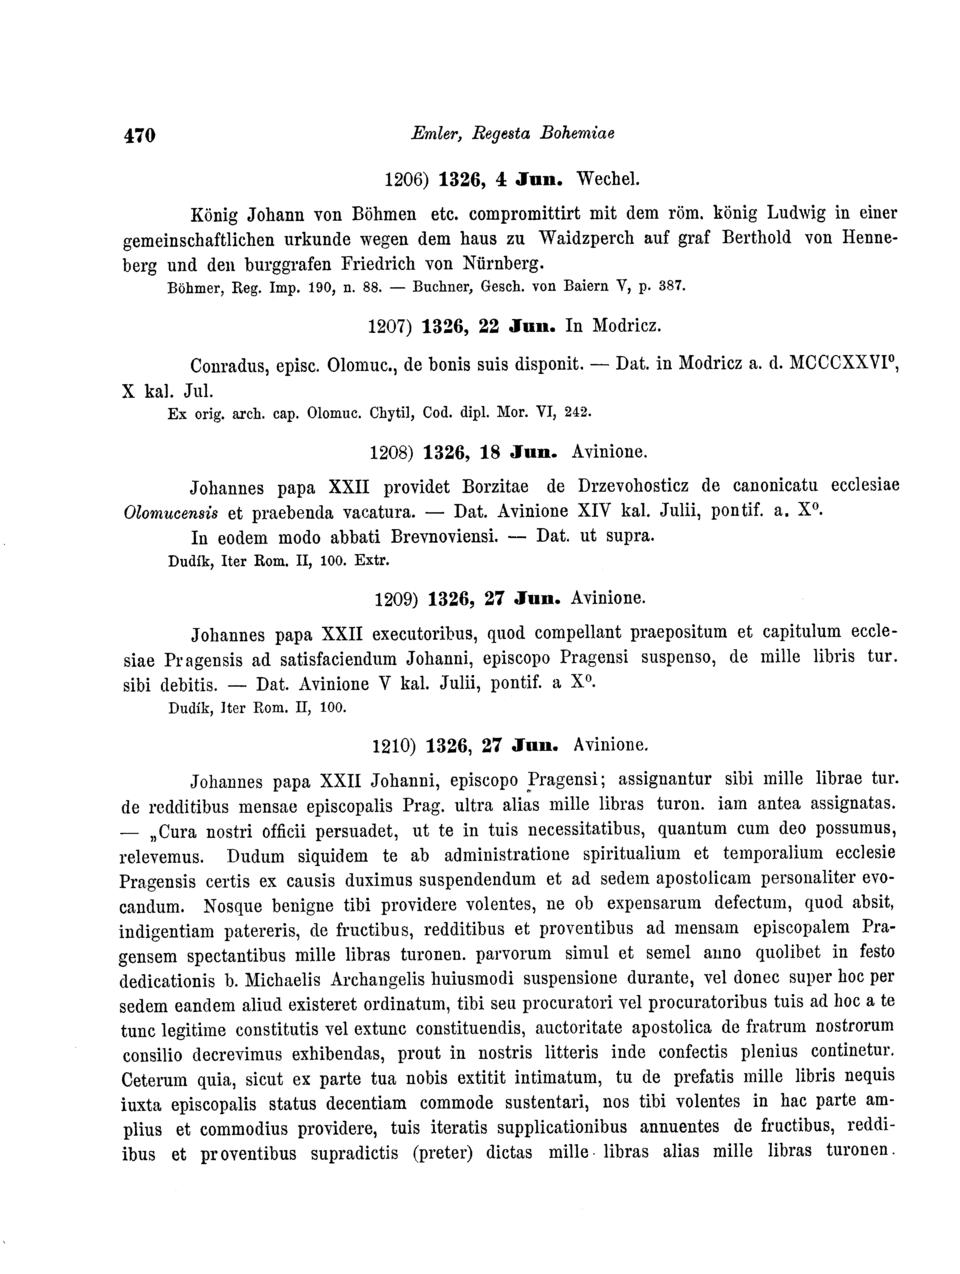 470 Emler, Regesta Bohemiae
1206) 1326, 4 Jun. Wechel.
König Johann von Böhmen etc. compromittirt mit dem röm. könig Ludwig in einer
gemeinschaftlichen urkunde wegen dem haus zu Waidzperch auf graf Berthold von Henne-
berg und den burggrafen Friedrich von Nürnberg.
Böhmer, Reg. Imp. 190, n. 88. — Buchner, Gesch. von Baiern V, p. 387.
1207) 1326, 22 Jun. In Modricz.
Conradus, episc. Olomuc., de bonis suis disponit. — Dat. in Modricz a. d. MCCCXXVI⁰,
X kal. Jul.
Ex orig. arch. cap. Olomuc. Chytil, Cod. dipl. Mor. VI, 242.
1208) 1326, 18 Jun. Avinione.
Johannes papa XXII providet Borzitae de Drzevohosticz de canonicatu ecclesiae
Olomucensis et praebenda vacatura. — Dat. Avinione XIV kal. Julii, pontif. a. X⁰.
In eodem modo abbati Brevnoviensi. — Dat. ut supra.
Dudík, Iter Rom. II, 100. Extr.
1209) 1326, 27 Jun. Avinione.
Johannes papa XXII executoribus, quod compellant praepositum et capitulum eccle-
siae Pragensis ad satisfaciendum Johanni, episcopo Pragensi suspenso, de mille libris tur.
sibi debitis. — Dat. Avinione V kal. Julii, pontif. a X⁰.
Dudík, Iter Rom. II, 100.
1210) 1326, 27 Jun. Avinione.
Johannes papa XXII Johanni, episcopo Pragensi; assignantur sibi mille librae tur.
de redditibus mensae episcopalis Prag. ultra alias mille libras turon. iam antea assignatas.
— „Cura nostri officii persuadet, ut te in tuis necessitatibus, quantum cum deo possumus,
relevemus. Dudum siquidem te ab administratione spiritualium et temporalium ecclesie
Pragensis certis ex causis duximus suspendendum et ad sedem apostolicam personaliter evo-
candum. Nosque benigne tibi providere volentes, ne ob expensarum defectum, quod absit,
indigentiam patereris, de fructibus, redditibus et proventibus ad mensam episcopalem Pra-
gensem spectantibus mille libras turonen. parvorum simul et semel anno quolibet in festo
dedicationis b. Michaelis Archangelis huiusmodi suspensione durante, vel donec super hoc per
sedem eandem aliud existeret ordinatum, tibi seu procuratori vel procuratoribus tuis ad hoc a te
tunc legitime constitutis vel extunc constituendis, auctoritate apostolica de fratrum nostrorum
consilio decrevimus exhibendas, prout in nostris litteris inde confectis plenius continetur.
Ceterum quia, sicut ex parte tua nobis extitit intimatum, tu de prefatis mille libris nequis
iuxta episcopalis status decentiam commode sustentari, nos tibi volentes in hac parte am-
plius et commodius providere, tuis iteratis supplicationibus annuentes de fructibus, reddi-
ibus et proventibus supradictis (preter) dictas mille libras alias mille libras turonen.